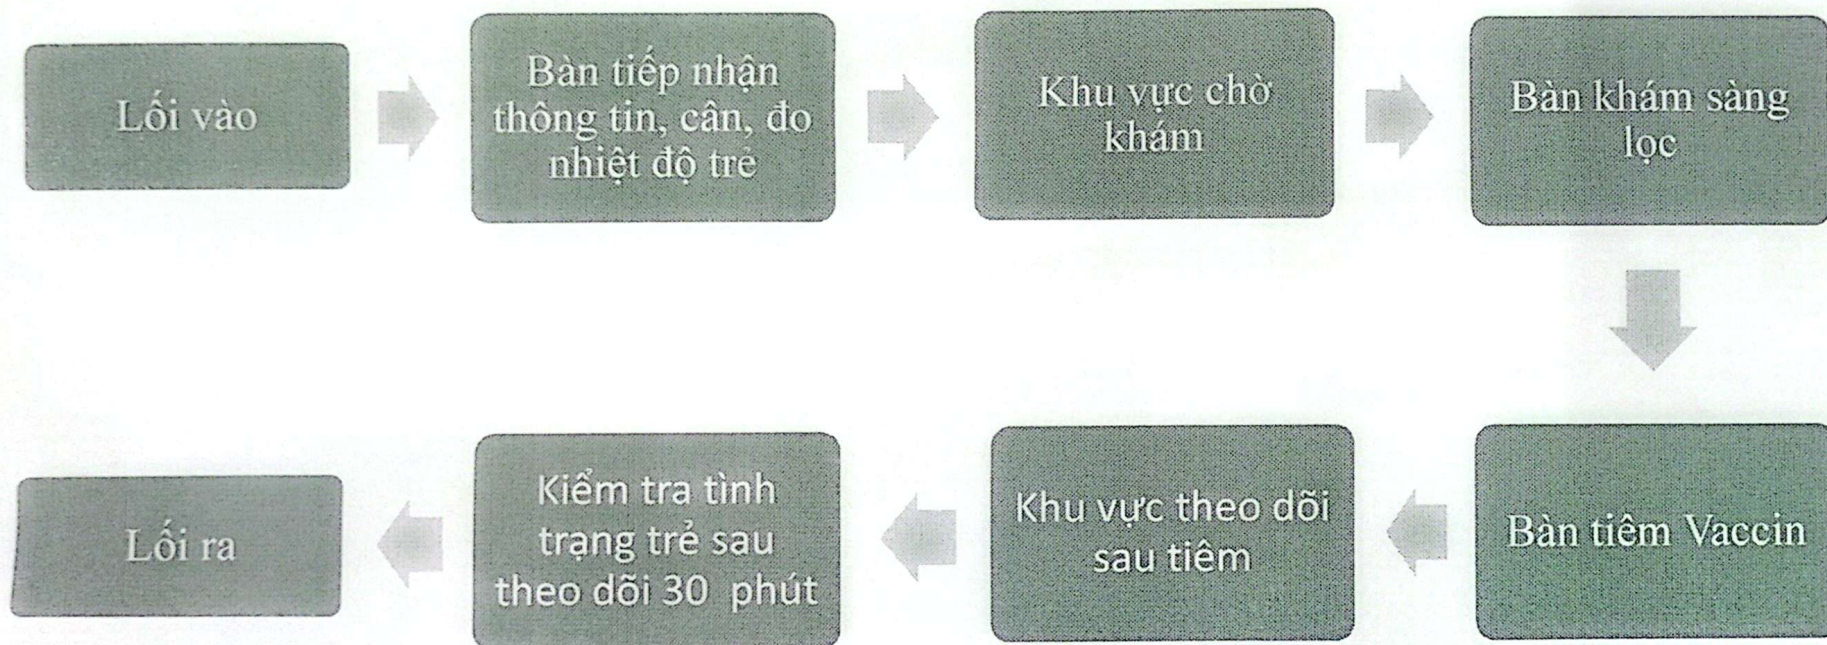 Lối vào
Bàn tiếp nhận
thông tin, cân, đo
nhiệt độ trẻ
Khu vực chờ
khám
Bàn khám sàng
lọc
Bàn tiêm Vaccin
Khu vực theo dõi
sau tiêm
Kiểm tra tình
trạng trẻ sau
theo dõi 30 phút
Lối ra